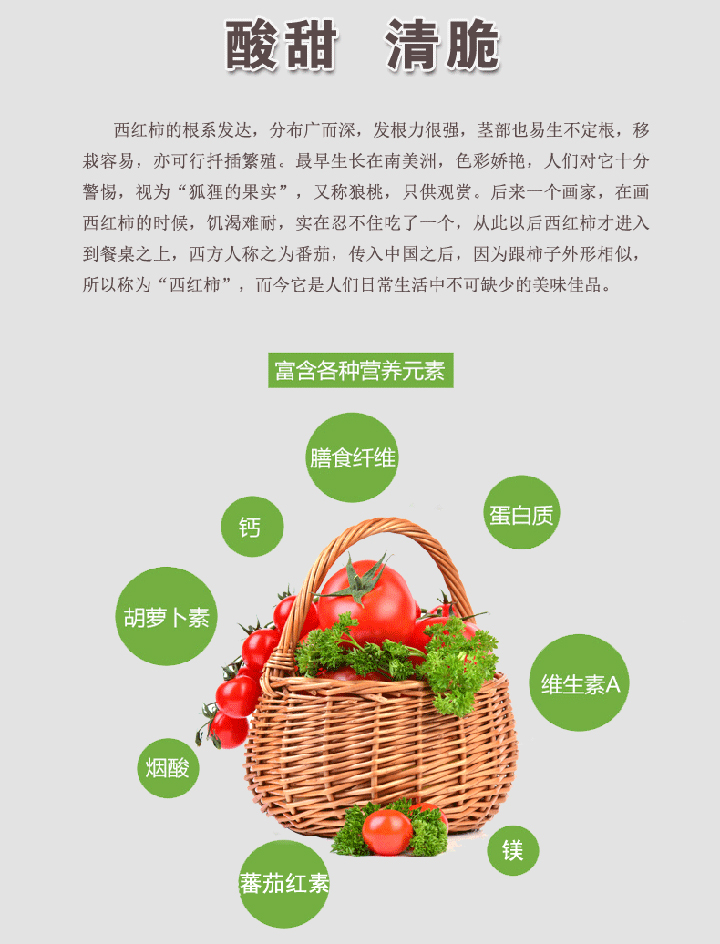 酸甜 清脆
西红柿的根系发达，分布广而深，发根力很强，茎部也易生不定根，移
栽容易，亦可行扦插繁殖。最早生长在南美洲，色彩娇艳，人们对它十分
警惕，视为“狐狸的果实”，又称狼桃，只供观赏。后来一个画家，在画
西红柿的时候，饥渴难耐，实在忍不住吃了一个，从此以后西红柿才进入
到餐桌之上，西方人称之为番茄，传入中国之后，因为跟柿子外形相似，
所以称为“西红柿”，而今它是人们日常生活中不可缺少的美味佳品。
富含各种营养元素
膳食纤维
钙
蛋白质
胡萝卜素
维生素A
烟酸
镁
蕃茄红素